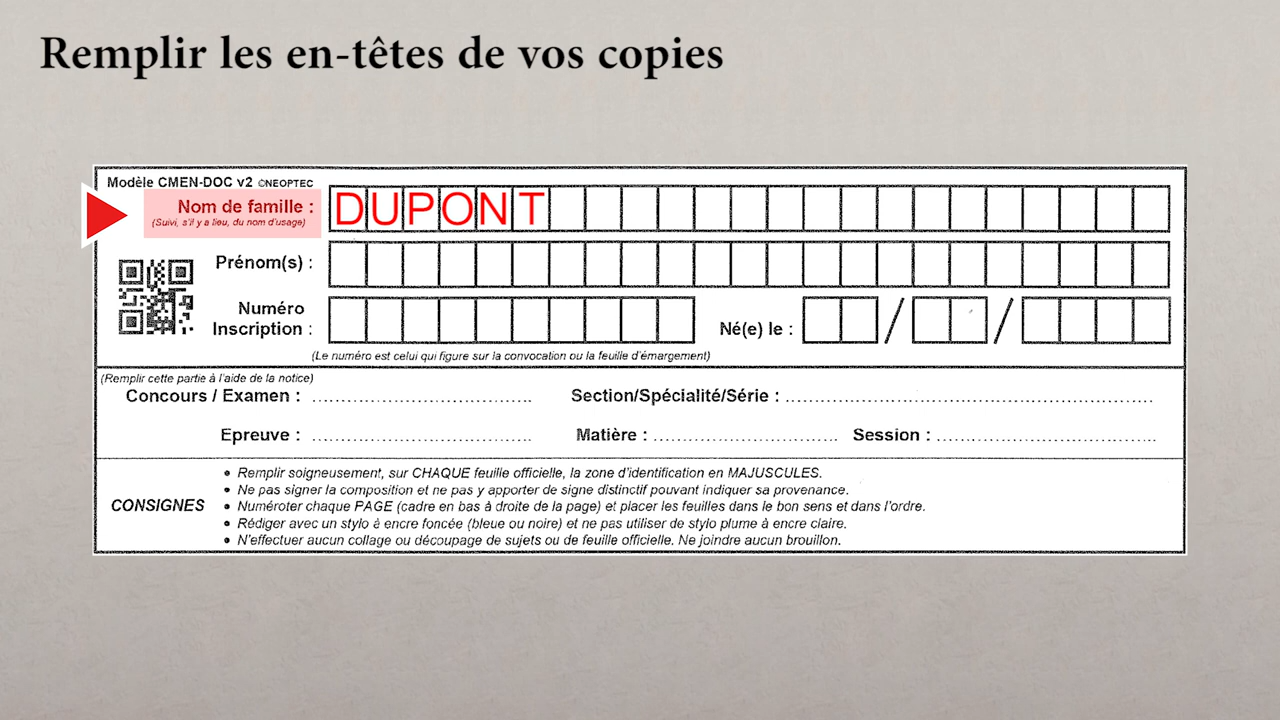 Remplir les en-têtes de vos copies
Modèle CMEN-DOC v2 ©NEOPTEC
Nom de famille : DUPONT
(Suivi, s'il y a lieu, du nom d'usage)
Prénom(s) :
Numéro
Inscription :
Né(e) le : / /
(Le numéro est celui qui figure sur la convocation ou la feuille d'émargement)
(Remplir cette partie à l'aide de la notice)
Concours / Examen : Section/Spécialité/Série :
Epreuve : Matière : Session :
CONSIGNES
• Remplir soigneusement, sur CHAQUE feuille officielle, la zone d'identification en MAJUSCULES.
• Ne pas signer la composition et ne pas y apporter de signe distinctif pouvant indiquer sa provenance.
• Numéroter chaque PAGE (cadre en bas à droite de la page) et placer les feuilles dans le bon sens et dans l'ordre.
• Rédiger avec un stylo à encre foncée (bleue ou noire) et ne pas utiliser de stylo plume à encre claire.
• N'effectuer aucun collage ou découpage de sujets ou de feuille officielle. Ne joindre aucun brouillon.